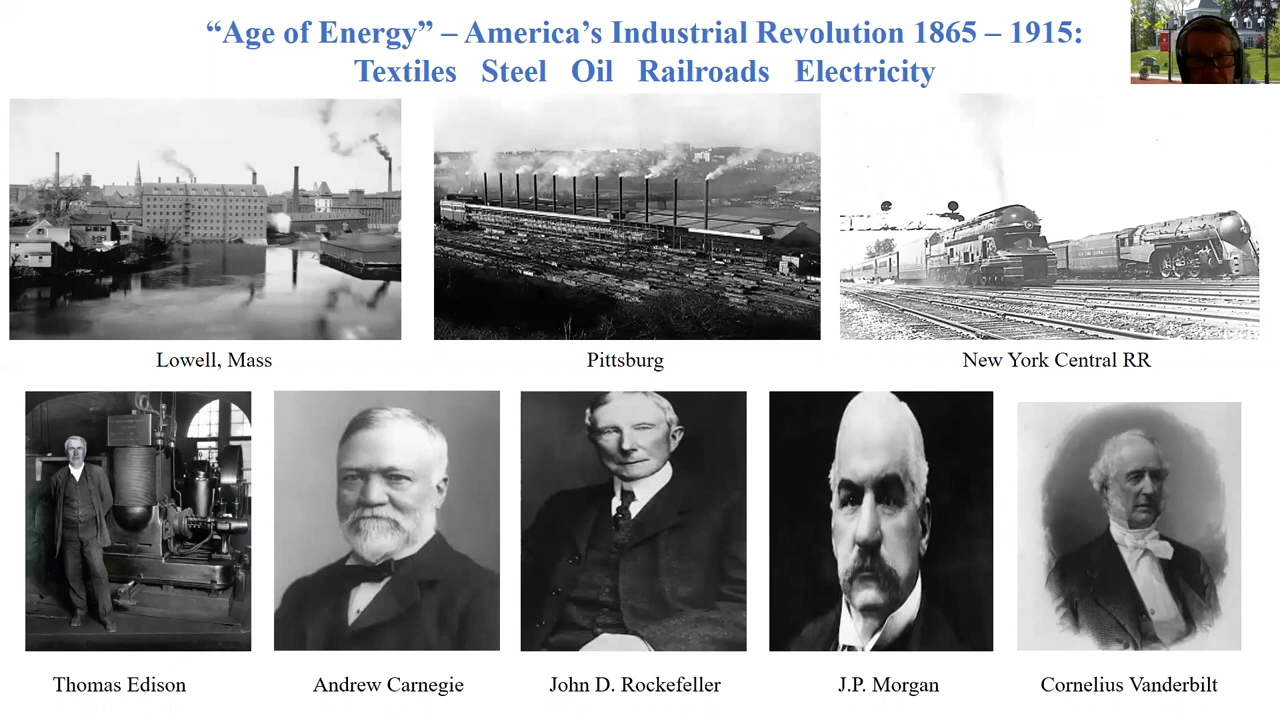 “Age of Energy” – America’s Industrial Revolution 1865 – 1915:
Textiles Steel Oil Railroads Electricity
Lowell, Mass
Pittsburg
New York Central RR
Thomas Edison
Andrew Carnegie
John D. Rockefeller
J.P. Morgan
Cornelius Vanderbilt